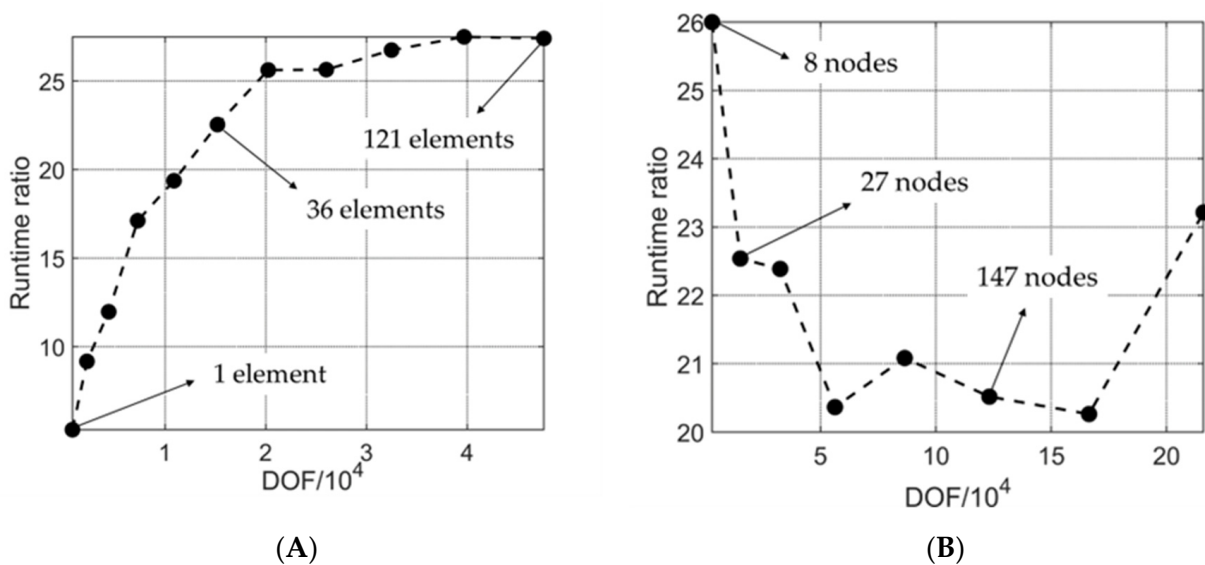 25
20
15
10
Runtime ratio
121 elements
36 elements
1 element
1
2
3
4
DOF/10^4
(A)
26
25
24
23
22
21
20
Runtime ratio
8 nodes
27 nodes
147 nodes
5
10
15
20
DOF/10^4
(B)